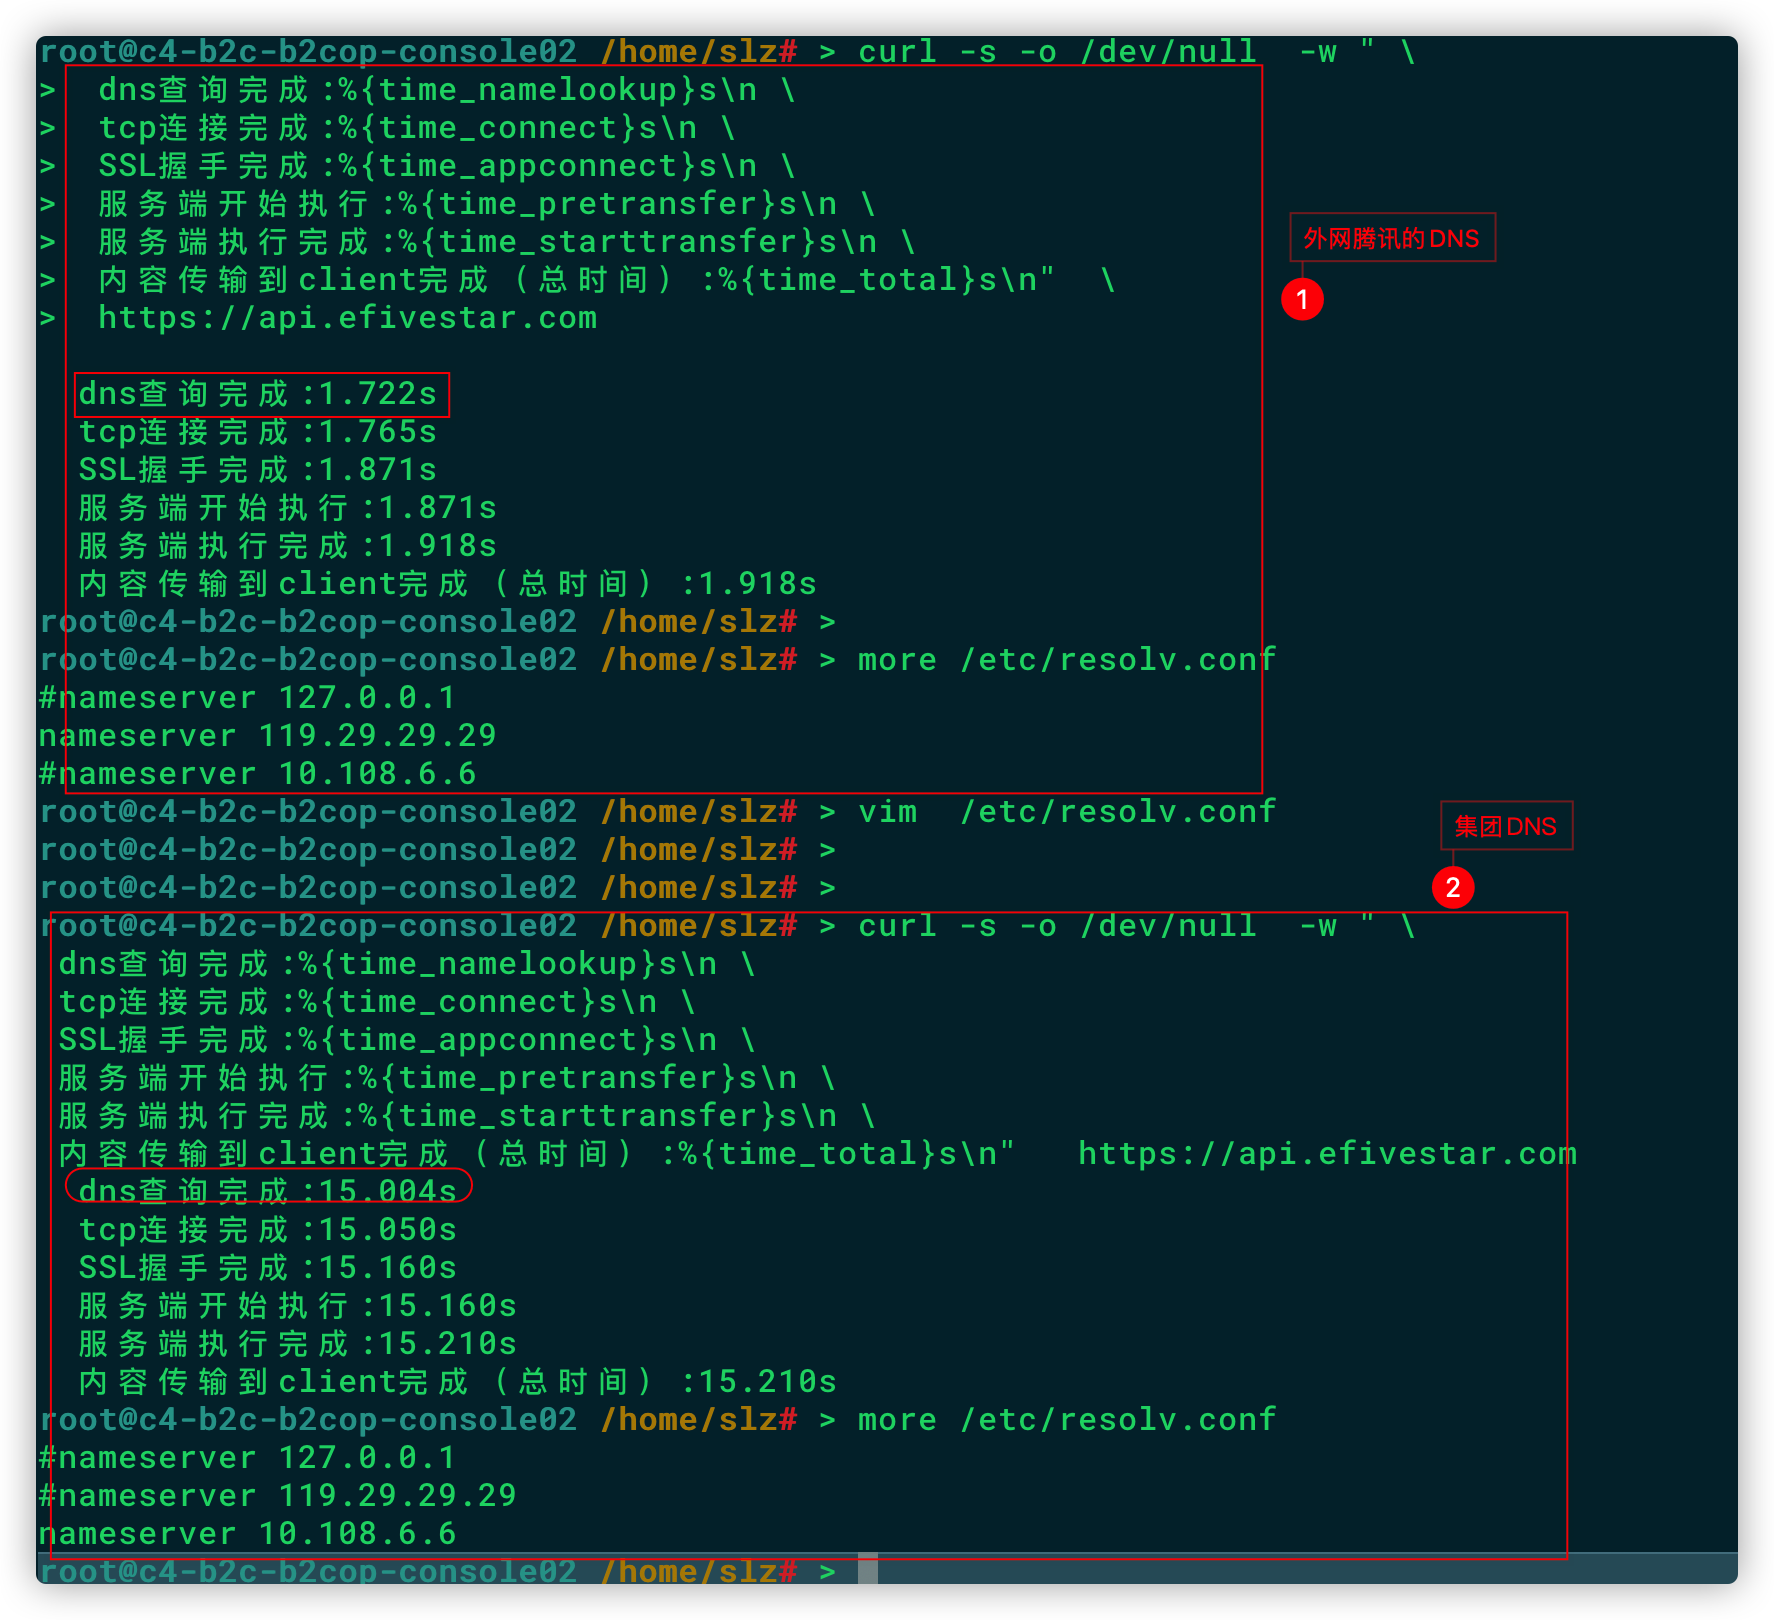 root@c4-b2c-b2cop-console02 /home/slz# > curl -s -o /dev/null  -w " \
>  dns查询完成:%{time_namelookup}s\n \
>  tcp连接完成:%{time_connect}s\n \
>  SSL握手完成:%{time_appconnect}s\n \
>  服务端开始执行:%{time_pretransfer}s\n \
>  服务端执行完成:%{time_starttransfer}s\n \
外网腾讯的DNS
>  内容传输到client完成（总时间）:%{time_total}s\n"  \
1
>  https://api.efivestar.com
dns查询完成:1.722s
tcp连接完成:1.765s
SSL握手完成:1.871s
服务端开始执行:1.871s
服务端执行完成:1.918s
内容传输到client完成（总时间）:1.918s
root@c4-b2c-b2cop-console02 /home/slz# >
root@c4-b2c-b2cop-console02 /home/slz# > more /etc/resolv.conf
#nameserver 127.0.0.1
nameserver 119.29.29.29
#nameserver 10.108.6.6
root@c4-b2c-b2cop-console02 /home/slz# > vim  /etc/resolv.conf
集团DNS
root@c4-b2c-b2cop-console02 /home/slz# >
root@c4-b2c-b2cop-console02 /home/slz# >
2
root@c4-b2c-b2cop-console02 /home/slz# > curl -s -o /dev/null  -w " \
dns查询完成:%{time_namelookup}s\n \
tcp连接完成:%{time_connect}s\n \
SSL握手完成:%{time_appconnect}s\n \
服务端开始执行:%{time_pretransfer}s\n \
服务端执行完成:%{time_starttransfer}s\n \
内容传输到client完成（总时间）:%{time_total}s\n"   https://api.efivestar.com
dns查询完成:15.004s
tcp连接完成:15.050s
SSL握手完成:15.160s
服务端开始执行:15.160s
服务端执行完成:15.210s
内容传输到client完成（总时间）:15.210s
root@c4-b2c-b2cop-console02 /home/slz# > more /etc/resolv.conf
#nameserver 127.0.0.1
#nameserver 119.29.29.29
nameserver 10.108.6.6
root@c4-b2c-b2cop-console02 /home/slz# >